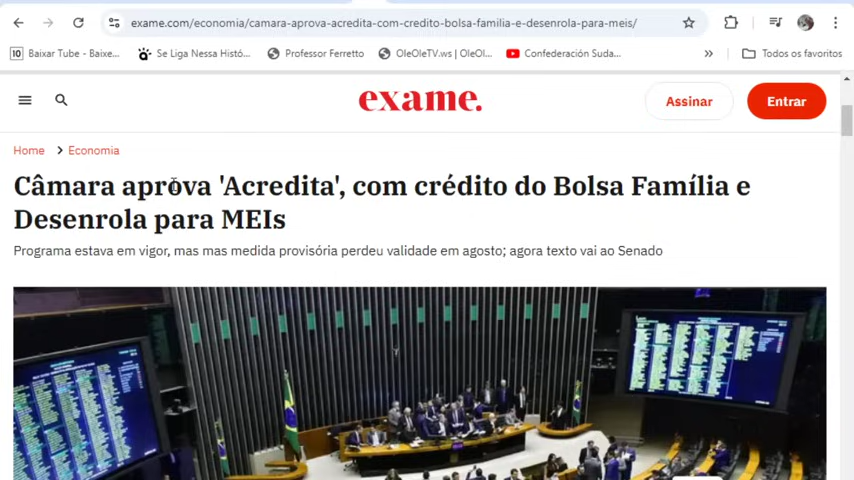 exame.com/economia/camara-aprova-acredita-com-credito-bolsa-familia-e-desenrola-para-meis/
10 Baixar Tube - Baixe...
Se Liga Nessa Histó...
Professor Ferretto
OleOleTV.ws | OleOl...
Confederación Suda...
»
Todos os favoritos
exame.
Assinar
Entrar
Home > Economia
Câmara aprova 'Acredita', com crédito do Bolsa Família e
Desenrola para MEIs
Programa estava em vigor, mas mas medida provisória perdeu validade em agosto; agora texto vai ao Senado